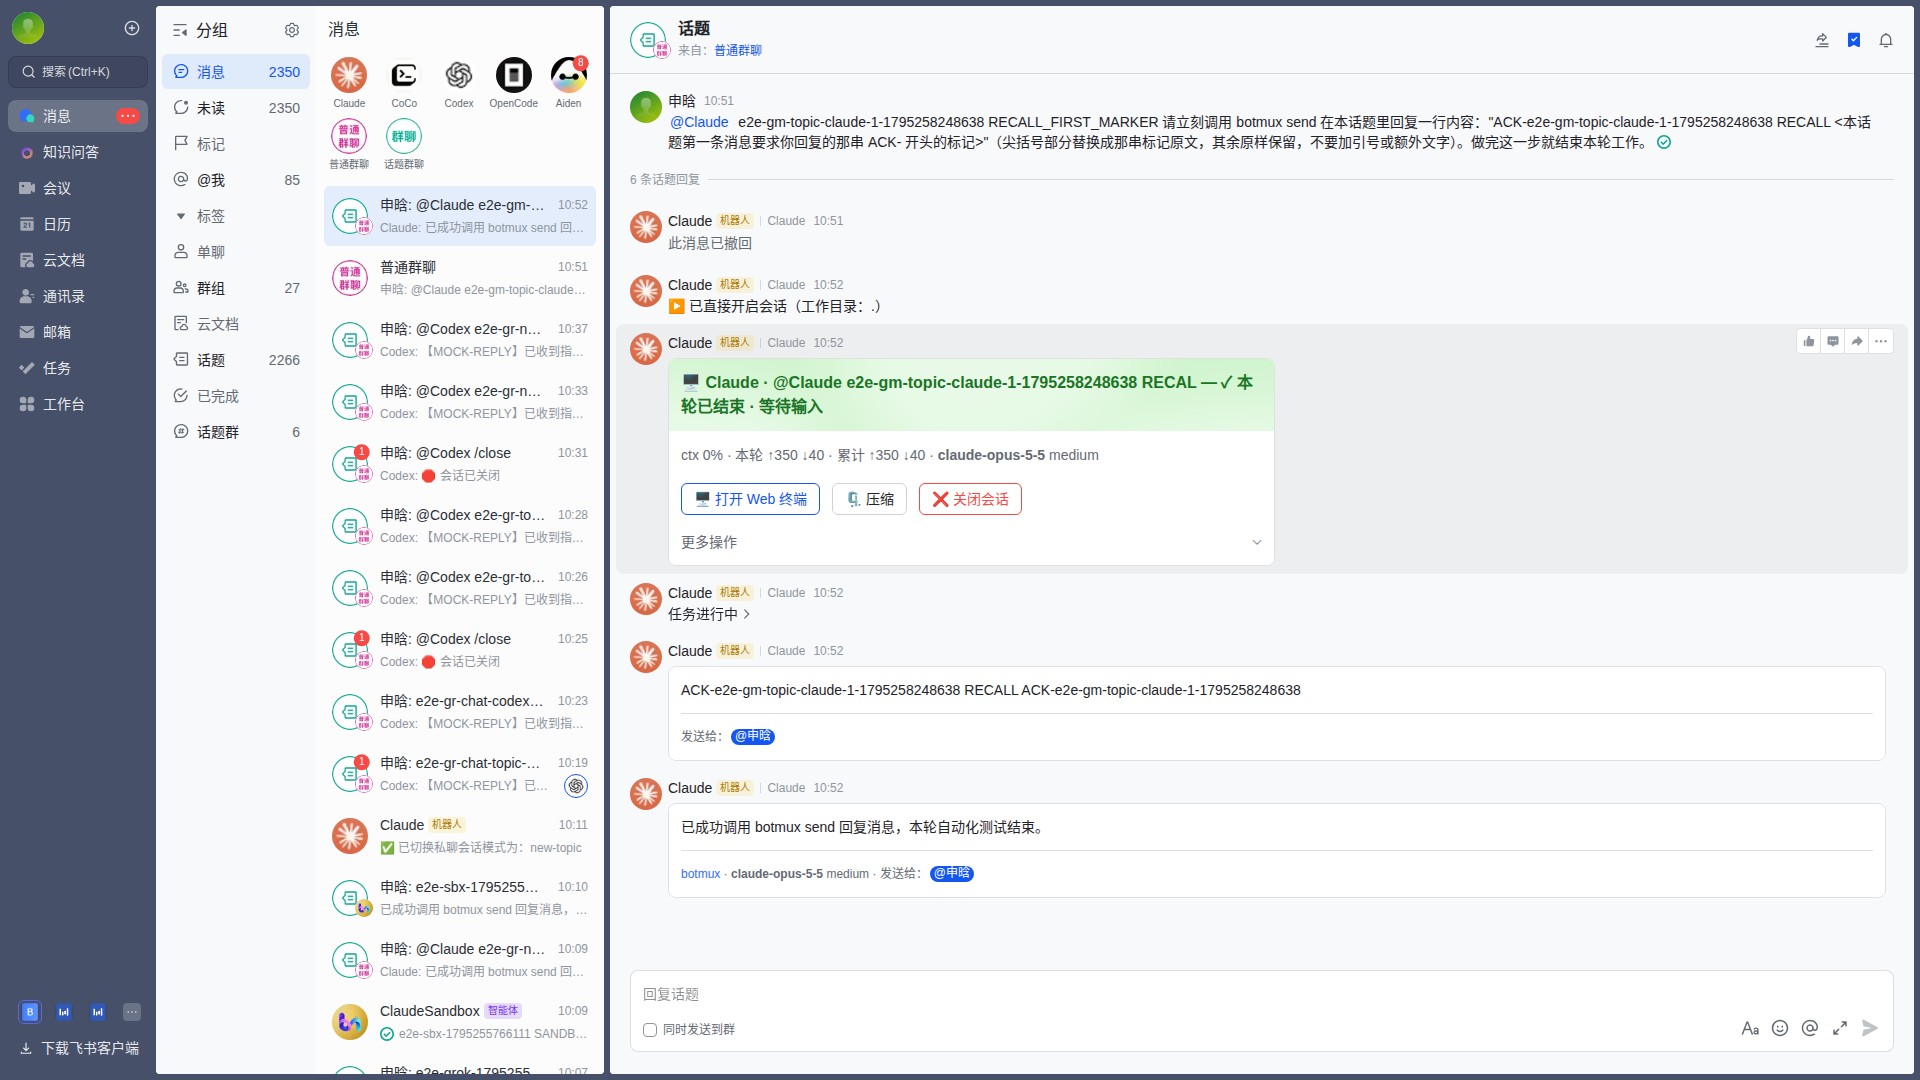 搜索 (Ctrl+K)
消息
知识问答
会议
日历
云文档
通讯录
邮箱
任务
工作台
下载飞书客户端
分组
消息 2350
未读 2350
标记
@我 85
标签
单聊
群组 27
云文档
话题 2266
已完成
话题群 6
消息
8
Claude CoCo Codex OpenCode Aiden
普通群聊 群聊
普通群聊 话题群聊
申晗: @Claude e2e-gm-... 10:52
Claude: 已成功调用 botmux send 回…
普通群聊 10:51
申晗: @Claude e2e-gm-topic-claude…
申晗: @Codex e2e-gr-n... 10:37
Codex: 【MOCK-REPLY】已收到指…
申晗: @Codex e2e-gr-n... 10:33
Codex: 【MOCK-REPLY】已收到指…
1
申晗: @Codex /close 10:31
Codex: 🛑 会话已关闭
申晗: @Codex e2e-gr-to... 10:28
Codex: 【MOCK-REPLY】已收到指…
申晗: @Codex e2e-gr-to... 10:26
Codex: 【MOCK-REPLY】已收到指…
1
申晗: @Codex /close 10:25
Codex: 🛑 会话已关闭
申晗: e2e-gr-chat-codex... 10:23
Codex: 【MOCK-REPLY】已收到指…
1
申晗: e2e-gr-chat-topic-... 10:19
Codex: 【MOCK-REPLY】已…
Claude 机器人 10:11
✅ 已切换私聊会话模式为：new-topic
申晗: e2e-sbx-1795255... 10:10
已成功调用 botmux send 回复消息，…
申晗: @Claude e2e-gr-n... 10:09
Claude: 已成功调用 botmux send 回…
ClaudeSandbox 智能体 10:09
e2e-sbx-1795255766111 SANDB…
申晗: e2e-grok-1795255... 10:07
话题
来自：普通群聊
申晗 10:51
@Claude e2e-gm-topic-claude-1-1795258248638 RECALL_FIRST_MARKER 请立刻调用 botmux send 在本话题里回复一行内容："ACK-e2e-gm-topic-claude-1-1795258248638 RECALL <本话
题第一条消息要求你回复的那串 ACK- 开头的标记>"（尖括号部分替换成那串标记原文，其余原样保留，不要加引号或额外文字）。做完这一步就结束本轮工作。
6 条话题回复
Claude 机器人 Claude 10:51
此消息已撤回
Claude 机器人 Claude 10:52
▶️ 已直接开启会话（工作目录：.）
Claude 机器人 Claude 10:52
🖥️ Claude · @Claude e2e-gm-topic-claude-1-1795258248638 RECAL — ✓ 本
轮已结束 · 等待输入
ctx 0% · 本轮 ↑350 ↓40 · 累计 ↑350 ↓40 · claude-opus-5-5 medium
🖥️ 打开 Web 终端 🗜️ 压缩 ❌ 关闭会话
更多操作
Claude 机器人 Claude 10:52
任务进行中
Claude 机器人 Claude 10:52
ACK-e2e-gm-topic-claude-1-1795258248638 RECALL ACK-e2e-gm-topic-claude-1-1795258248638
发送给：@申晗
Claude 机器人 Claude 10:52
已成功调用 botmux send 回复消息，本轮自动化测试结束。
botmux · claude-opus-5-5 medium · 发送给：@申晗
回复话题
同时发送到群